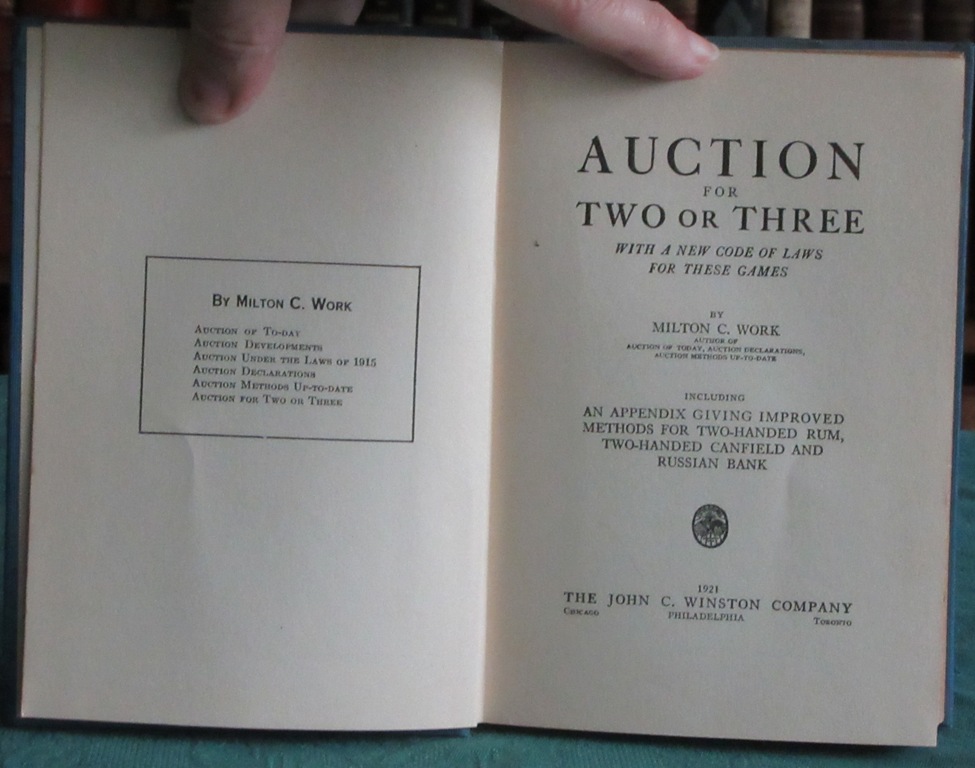 BY MILTON C. WORK
AUCTION OF TO-DAY
AUCTION DEVELOPMENTS
AUCTION UNDER THE LAWS OF 1915
AUCTION DECLARATIONS
AUCTION METHODS UP-TO-DATE
AUCTION FOR TWO OR THREE
AUCTION
FOR
TWO OR THREE
WITH A NEW CODE OF LAWS
FOR THESE GAMES
BY
MILTON C. WORK
AUTHOR OF
AUCTION OF TODAY, AUCTION DECLARATIONS,
AUCTION METHODS UP-TO-DATE
INCLUDING
AN APPENDIX GIVING IMPROVED
METHODS FOR TWO-HANDED RUM,
TWO-HANDED CANFIELD AND
RUSSIAN BANK
1921
THE JOHN C. WINSTON COMPANY
CHICAGO PHILADELPHIA TORONTO